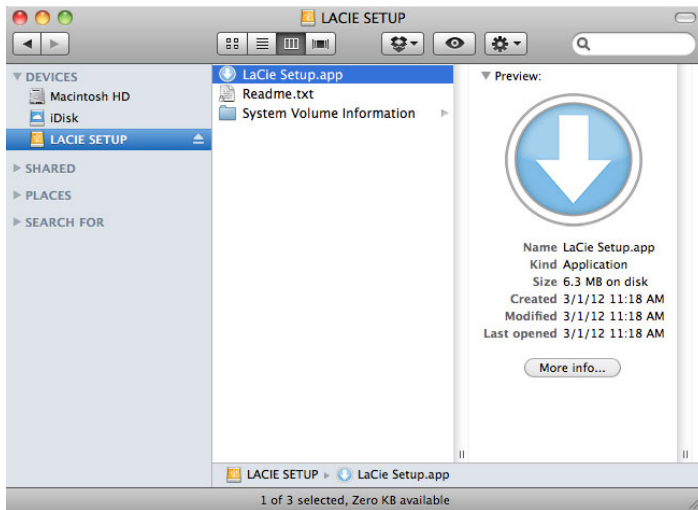 LACIE SETUP
DEVICES
Macintosh HD
iDisk
LACIE SETUP
SHARED
PLACES
SEARCH FOR
LaCie Setup.app
Readme.txt
System Volume Information
Preview:
Name LaCie Setup.app
Kind Application
Size 6.3 MB on disk
Created 3/1/12 11:18 AM
Modified 3/1/12 11:18 AM
Last opened 3/1/12 11:18 AM
More info...
LACIE SETUP LaCie Setup.app
1 of 3 selected, Zero KB available